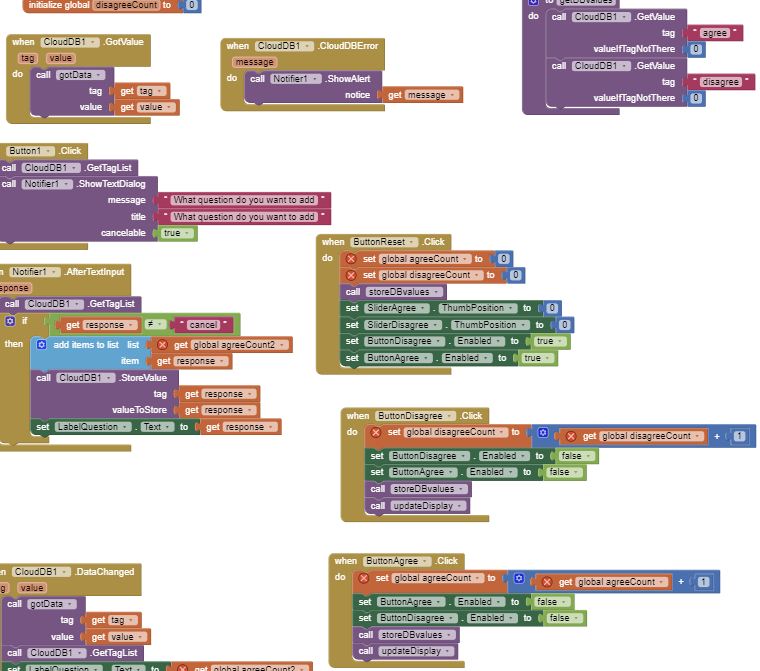 initialize global disagreeCount to 0
when CloudDB1 .GotValue
tag value
do call gotData
tag get tag
value get value
when CloudDB1 .CloudDBError
message
do call Notifier1 .ShowAlert
notice get message
to getDBvalues
do call CloudDB1 .GetValue
tag " agree "
valueIfTagNotThere 0
call CloudDB1 .GetValue
tag " disagree "
valueIfTagNotThere 0
Button1 .Click
call CloudDB1 .GetTagList
call Notifier1 .ShowTextDialog
message " What question do you want to add "
title " What question do you want to add "
cancelable true
Notifier1 .AfterTextInput
call CloudDB1 .GetTagList
if get response ≠ " cancel "
then add items to list list get global agreeCount2
item get response
call CloudDB1 .StoreValue
tag get response
valueToStore get response
set LabelQuestion . Text to get response
when ButtonReset .Click
do set global agreeCount to 0
set global disagreeCount to 0
call storeDBvalues
set SliderAgree . ThumbPosition to 0
set SliderDisagree . ThumbPosition to 0
set ButtonDisagree . Enabled to true
set ButtonAgree . Enabled to true
when ButtonDisagree .Click
do set global disagreeCount to get global disagreeCount + 1
set ButtonDisagree . Enabled to false
set ButtonAgree . Enabled to false
call storeDBvalues
call updateDisplay
CloudDB1 .DataChanged
value
call gotData
tag get tag
value get value
call CloudDB1 .GetTagList
set LabelQuestion . Text to get global agreeCount2
when ButtonAgree .Click
do set global agreeCount to get global agreeCount + 1
set ButtonAgree . Enabled to false
set ButtonDisagree . Enabled to false
call storeDBvalues
call updateDisplay